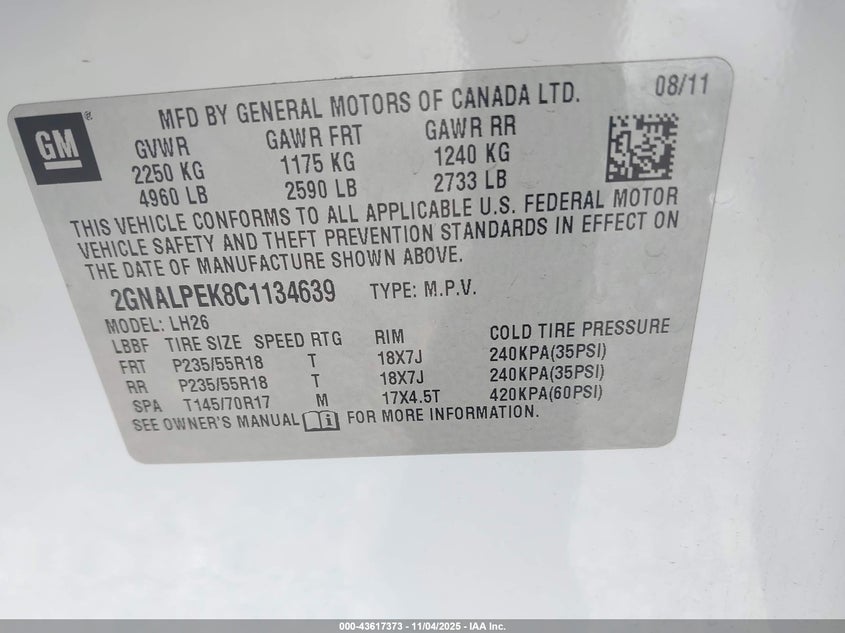 GM ®
MFD BY GENERAL MOTORS OF CANADA LTD. 08/11
GVWR GAWR FRT GAWR RR
2250 KG 1175 KG 1240 KG
4960 LB 2590 LB 2733 LB
THIS VEHICLE CONFORMS TO ALL APPLICABLE U.S. FEDERAL MOTOR
VEHICLE SAFETY AND THEFT PREVENTION STANDARDS IN EFFECT ON
THE DATE OF MANUFACTURE SHOWN ABOVE.
2GNALPEK8C1134639 TYPE: M.P.V.
MODEL: LH26
LBBF TIRE SIZE SPEED RTG RIM COLD TIRE PRESSURE
FRT P235/55R18 T 18X7J 240KPA(35PSI)
RR P235/55R18 T 18X7J 240KPA(35PSI)
SPA T145/70R17 M 17X4.5T 420KPA(60PSI)
SEE OWNER'S MANUAL FOR MORE INFORMATION.
000-43617373 - 11/04/2025 - IAA Inc.